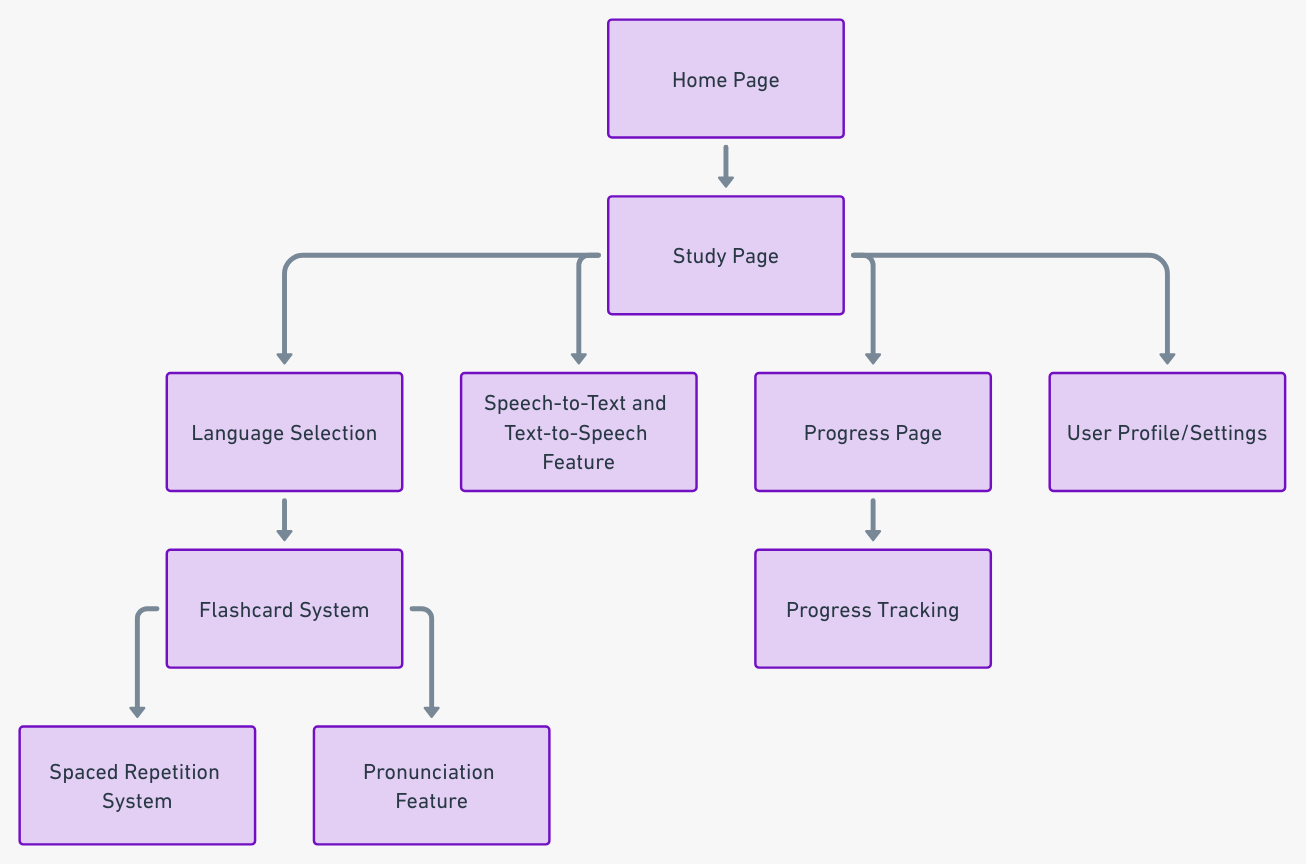 Home Page
Study Page
Language Selection
Speech-to-Text and
Text-to-Speech
Feature
Progress Page
User Profile/Settings
Flashcard System
Progress Tracking
Spaced Repetition
System
Pronunciation
Feature